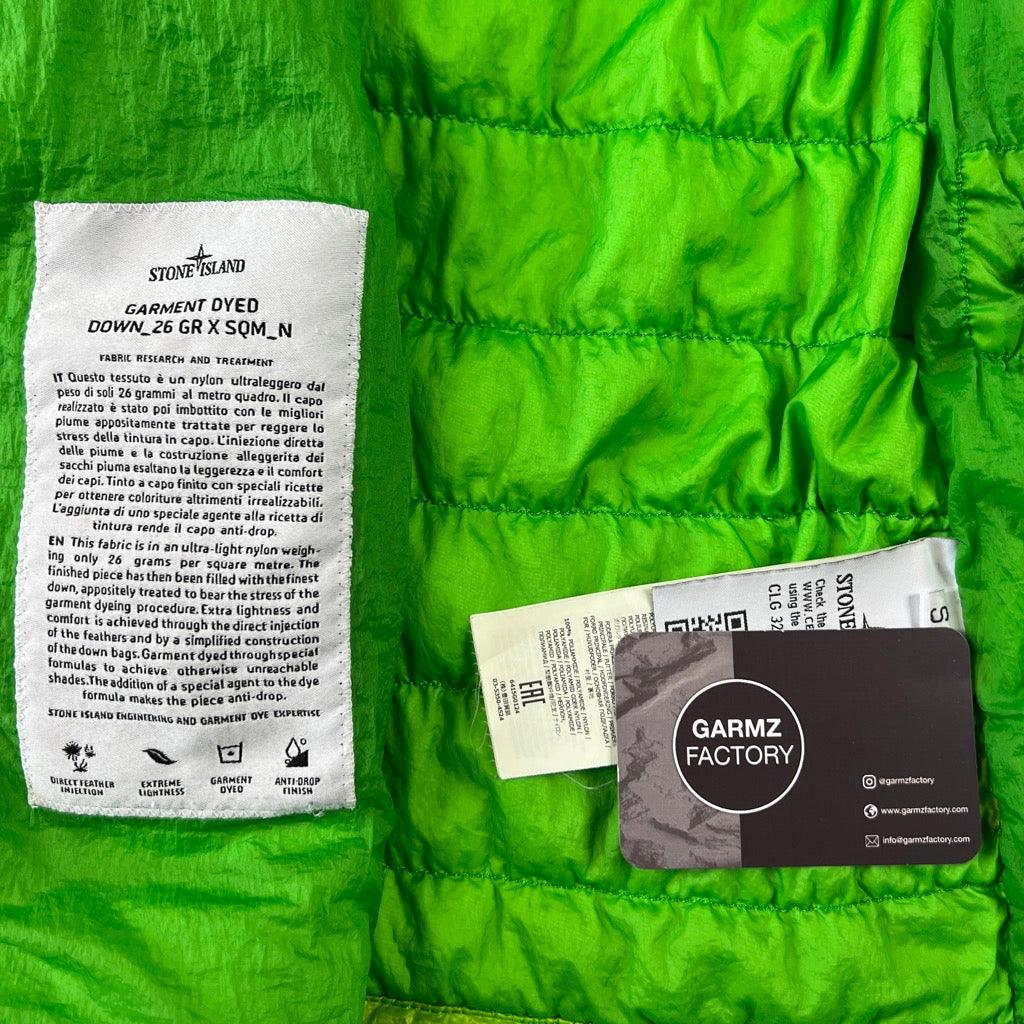 STONE ISLAND
GARMENT DYED
DOWN_26 GR X SQM_N
FABRIC RESEARCH AND TREATMENT
IT Questo tessuto è un nylon ultraleggero dal
peso di soli 26 grammi al metro quadro. Il capo
realizzato è stato poi imbottito con le migliori
piume appositamente trattate per reggere lo
stress della tintura in capo. L'iniezione diretta
delle piume e la costruzione alleggerita dei
sacchi piuma esaltano la leggerezza e il comfort
dei capi. Tinto a capo finito con speciali ricette
per ottenere coloriture altrimenti irrealizzabili.
L'aggiunta di uno speciale agente alla ricetta di
tintura rende il capo anti-drop.
EN This fabric is in an ultra-light nylon weigh-
ing only 26 grams per square metre. The
finished piece has then been filled with the finest
down, appositely treated to bear the stress of the
garment dyeing procedure. Extra lightness and
comfort is achieved through the direct injection
of the feathers and by a simplified construction
of the down bags. Garment dyed through special
formulas to achieve otherwise unreachable
shades. The addition of a special agent to the dye
formula makes the piece anti-drop.
STONE ISLAND ENGINEERING AND GARMENT DYE EXPERTISE
DIRECT FEATHER
INJECTION
EXTREME
LIGHTNESS
GARMENT
DYED
ANTI-DROP
FINISH
S
STONE
Check the
WWW.CE
using the
CLG 32
EAC
6415G0124
03-5350-4524
GARMZ
FACTORY
@garmzfactory
www.garmzfactory.com
info@garmzfactory.com